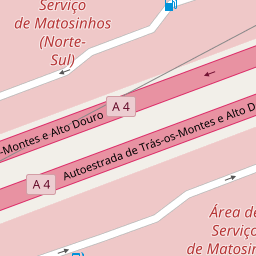 Serviço
de Matosinhos
(Norte-
Sul)
A 4
-Montes e Alto Douro
A 4
Autoestrada de Trás-os-Montes e Alto D
Área de
Serviço
de Matosin